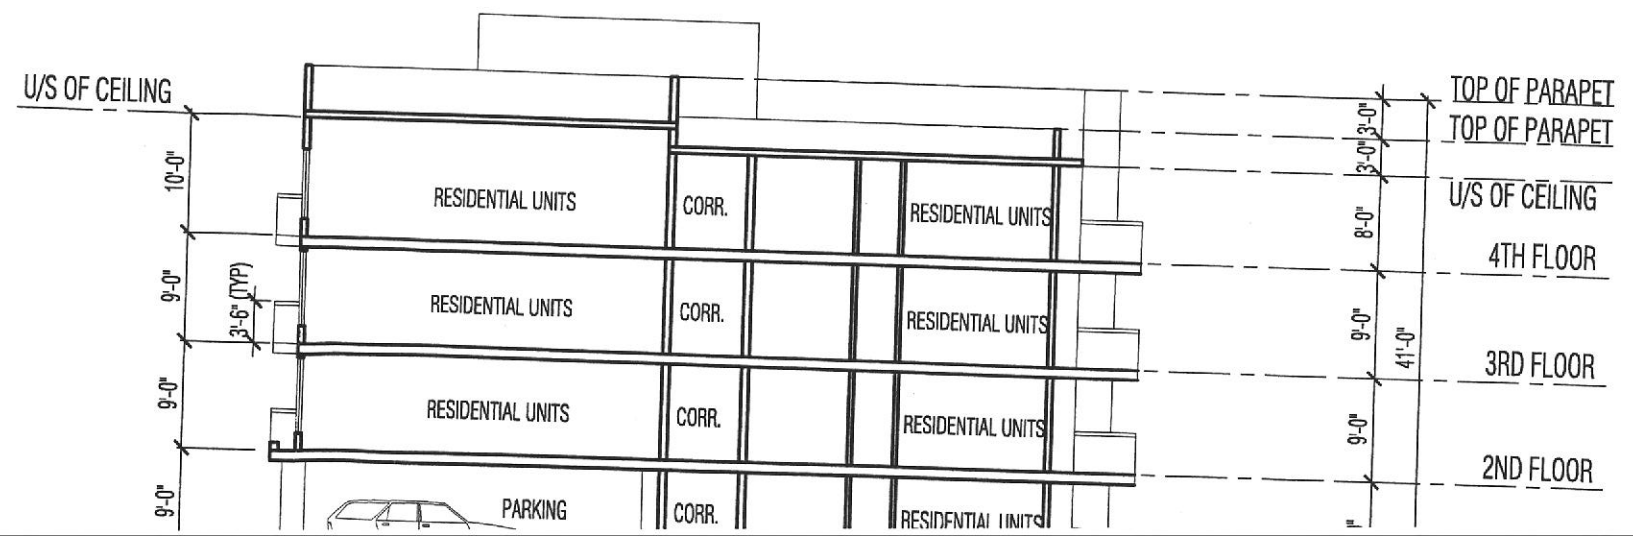 TOP OF PARAPET
U/S OF CEILING
3'-0"
TOP OF PARAPET
3'-0"
10'-0"
RESIDENTIAL UNITS
CORR.
RESIDENTIAL UNITS
8'-0"
U/S OF CEILING
4TH FLOOR
9'-0"
3'-6" (TYP)
RESIDENTIAL UNITS
CORR.
RESIDENTIAL UNITS
9'-0"
41'-0"
3RD FLOOR
9'-0"
RESIDENTIAL UNITS
CORR.
RESIDENTIAL UNITS
9'-0"
2ND FLOOR
9'-0"
PARKING
CORR.
RESIDENTIAL UNITS